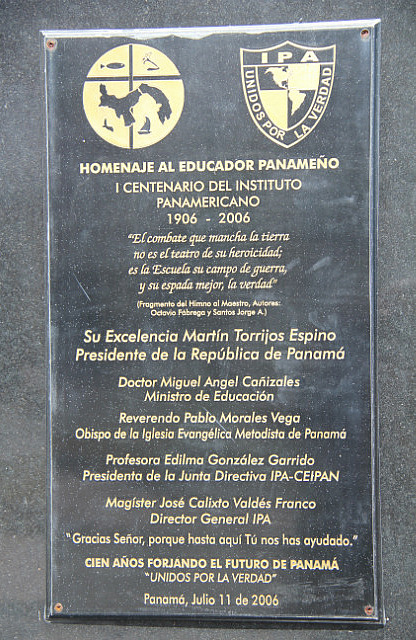 IPA
UNIDOS POR LA VERDAD
HOMENAJE AL EDUCADOR PANAMEÑO
I CENTENARIO DEL INSTITUTO
PANAMERICANO
1906 - 2006
"El combate que mancha la tierra
no es el teatro de su heroicidad;
es la Escuela su campo de guerra,
y su espada mejor, la verdad"
(Fragmento del Himno al Maestro, Autores:
Octavio Fábrega y Santos Jorge A.)
Su Excelencia Martín Torrijos Espino
Presidente de la República de Panamá
Doctor Miguel Angel Cañizales
Ministro de Educación
Reverendo Pablo Morales Vega
Obispo de la Iglesia Evangélica Metodista de Panamá
Profesora Edilma González Garrido
Presidenta de la Junta Directiva IPA-CEIPAN
Magíster José Calixto Valdés Franco
Director General IPA
"Gracias Señor, porque hasta aquí Tú nos has ayudado."
CIEN AÑOS FORJANDO EL FUTURO DE PANAMÁ
"UNIDOS POR LA VERDAD"
Panamá, Julio 11 de 2006